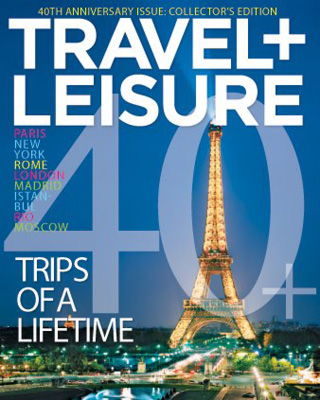 40TH ANNIVERSARY ISSUE: COLLECTOR'S EDITION
TRAVEL+
LEISURE
PARIS
NEW
YORK
ROME
LONDON
MADRID
ISTAN-
BUL
RIO
MOSCOW
40+
TRIPS
OF A
LIFETIME